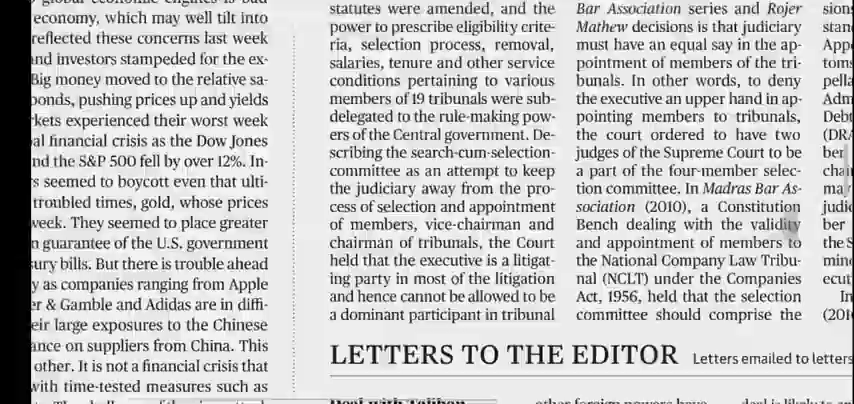 economy, which may well tilt into
reflected these concerns last week
and investors stampeded for the ex-
Big money moved to the relative sa-
bonds, pushing prices up and yields
kets experienced their worst week
al financial crisis as the Dow Jones
nd the S&P 500 fell by over 12%. In-
s seemed to boycott even that ulti-
troubled times, gold, whose prices
week. They seemed to place greater
n guarantee of the U.S. government
sury bills. But there is trouble ahead
y as companies ranging from Apple
er & Gamble and Adidas are in diffi-
eir large exposures to the Chinese
ance on suppliers from China. This
other. It is not a financial crisis that
with time-tested measures such as
statutes were amended, and the
power to prescribe eligibility crite-
ria, selection process, removal,
salaries, tenure and other service
conditions pertaining to various
members of 19 tribunals were sub-
delegated to the rule-making pow-
ers of the Central government. De-
scribing the search-cum-selection-
committee as an attempt to keep
the judiciary away from the pro-
cess of selection and appointment
of members, vice-chairman and
chairman of tribunals, the Court
held that the executive is a litigat-
ing party in most of the litigation
and hence cannot be allowed to be
a dominant participant in tribunal
Bar Association series and Rojer
Mathew decisions is that judiciary
must have an equal say in the ap-
pointment of members of the tri-
bunals. In other words, to deny
the executive an upper hand in ap-
pointing members to tribunals,
the court ordered to have two
judges of the Supreme Court to be
a part of the four-member selec-
tion committee. In Madras Bar As-
sociation (2010), a Constitution
Bench dealing with the validity
and appointment of members to
the National Company Law Tribu-
nal (NCLT) under the Companies
Act, 1956, held that the selection
committee should comprise the
LETTERS TO THE EDITOR Letters emailed to letters
Deal with Taliban
other foreign powers have